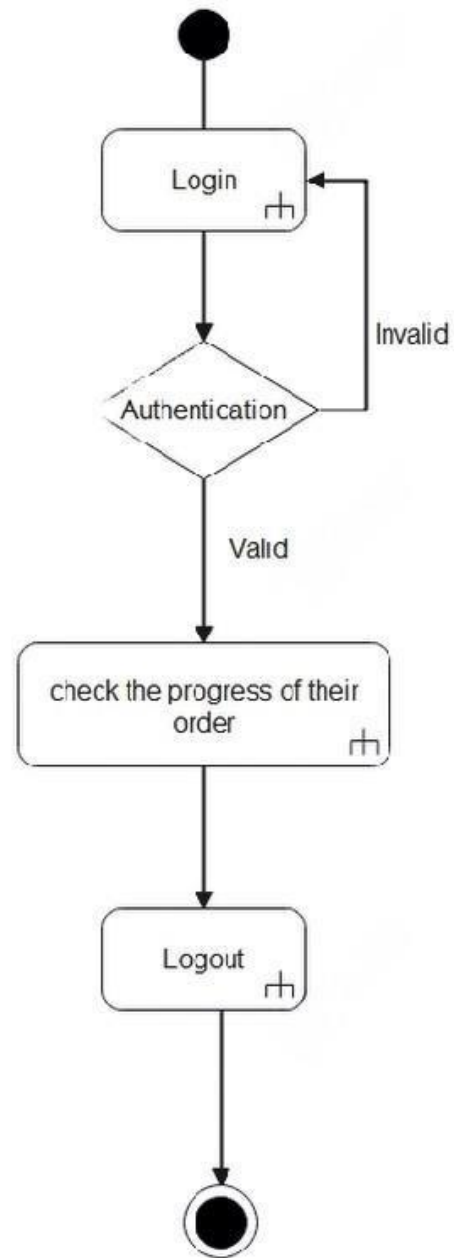 Login
Invalid
Authentication
Valid
check the progress of their
order
Logout